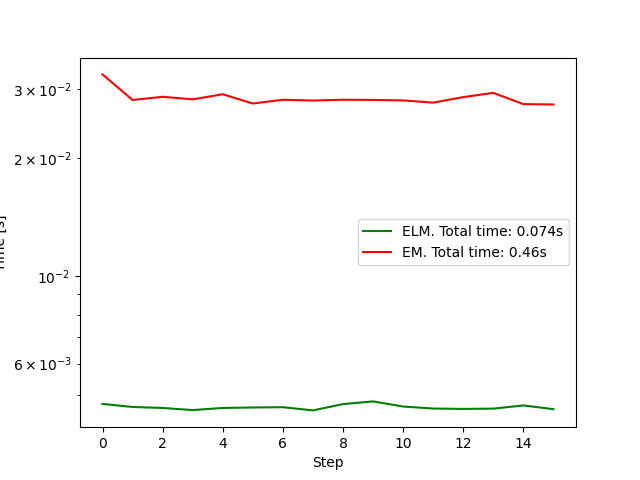 3 × 10⁻²
2 × 10⁻²
10⁻²
6 × 10⁻³
[s]
ELM. Total time: 0.074s
EM. Total time: 0.46s
0 2 4 6 8 10 12 14
Step